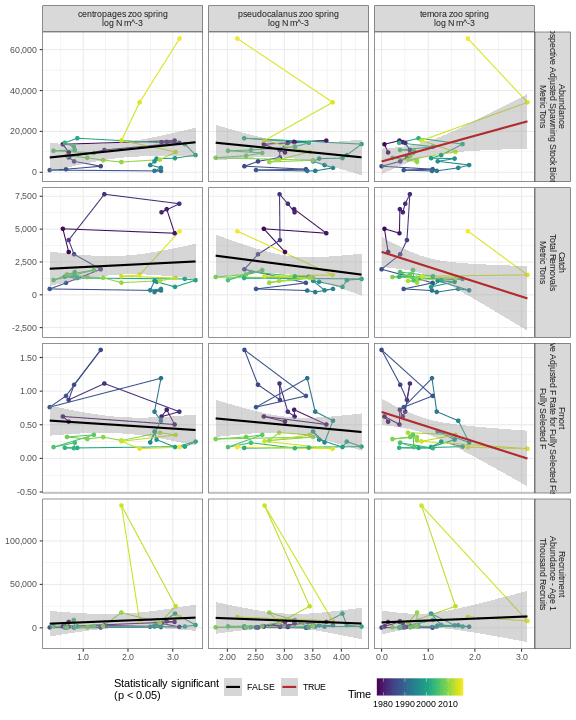 centropages zoo spring
log N m^-3
pseudocalanus zoo spring
log N m^-3
temora zoo spring
log N m^-3
60,000
40,000
20,000
0
Abundance
Adjusted Spawning Stock
Metric Tons
7,500
5,000
2,500
0
-2,500
Catch
Total Removals
Metric Tons
1.50
1.00
0.50
0.00
-0.50
Fmort
Adjusted F Rate for Fully Selected
Fully Selected F
100,000
50,000
0
Recruitment
Abundance - Age 1
Thousand Recruits
1.0 2.0 3.0
2.00 2.50 3.00 3.50 4.00
0.0 1.0 2.0 3.0
Statistically significant
(p < 0.05)
FALSE
TRUE
Time
1980 1990 2000 2010